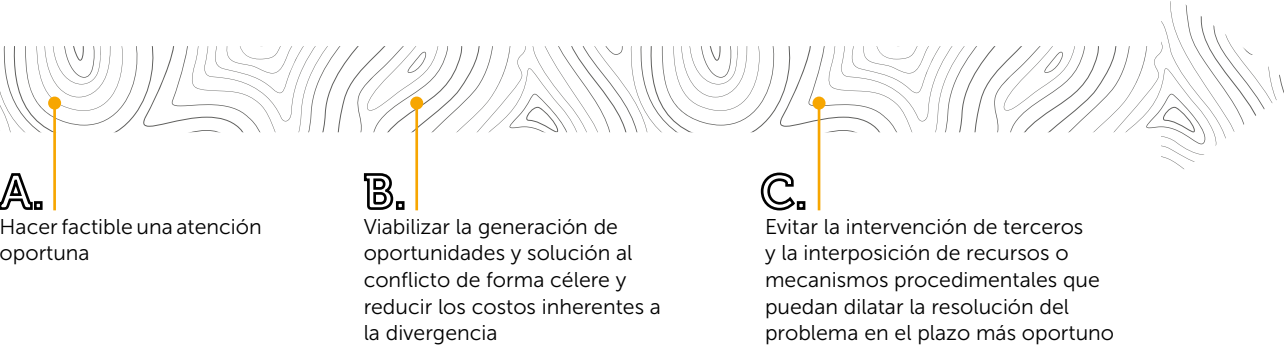 A.
Hacer factible una atención
oportuna
B.
Viabilizar la generación de
oportunidades y solución al
conflicto de forma célere y
reducir los costos inherentes a
la divergencia
C.
Evitar la intervención de terceros
y la interposición de recursos o
mecanismos procedimentales que
puedan dilatar la resolución del
problema en el plazo más oportuno